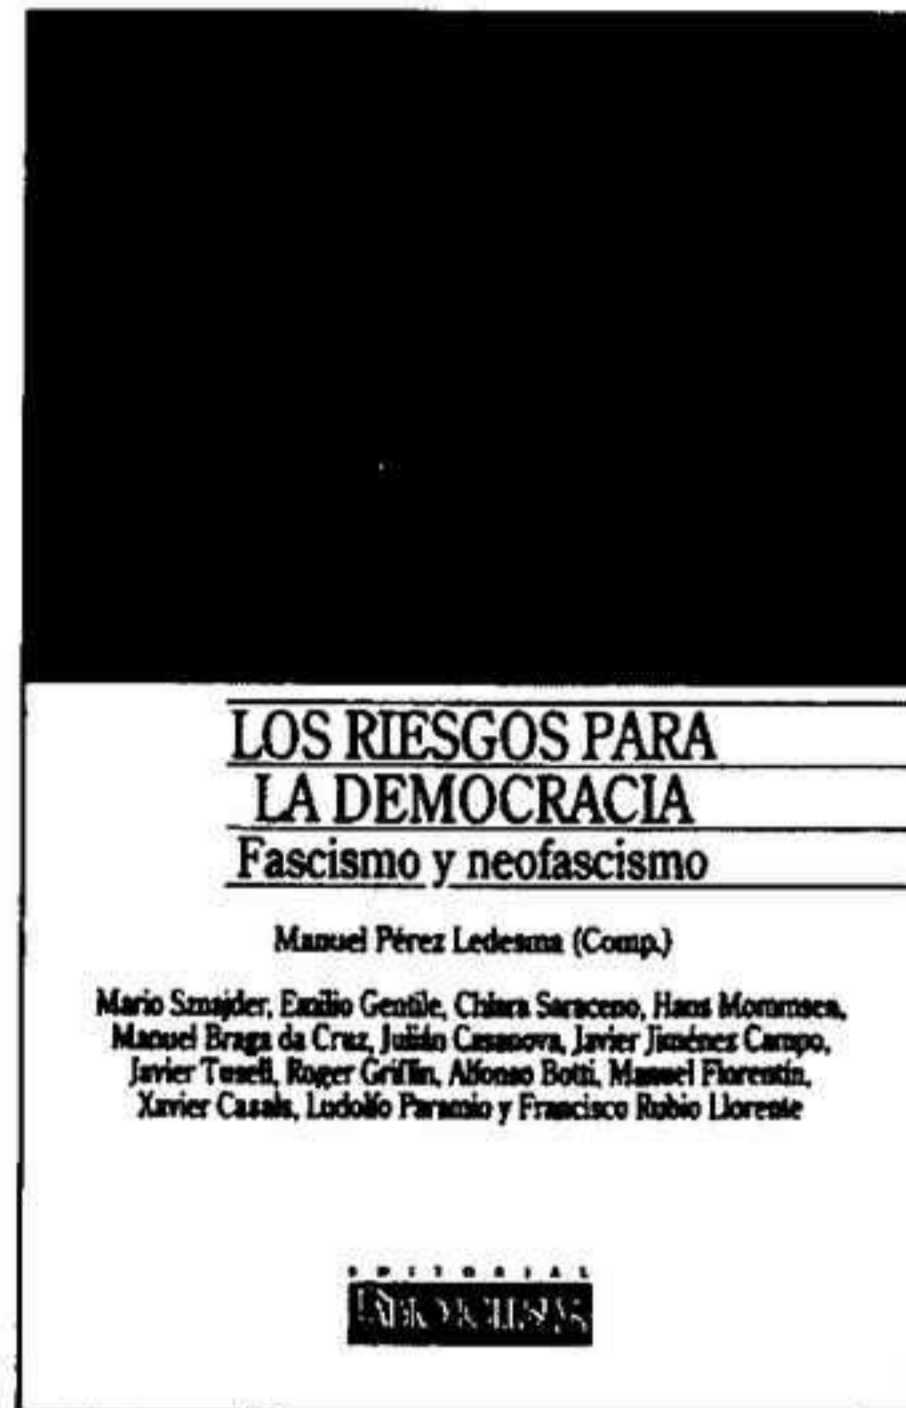 LOS RIESGOS PARA
LA DEMOCRACIA
Fascismo y neofascismo
Manuel Pérez Ledesma (Comp.)
Mario Sznajder, Emilio Gentile, Chiara Saraceno, Hans Mommsen,
Manuel Braga da Cruz, Julián Casanova, Javier Jiménez Campo,
Javier Tusell, Roger Griffin, Alfonso Botti, Manuel Florentín,
Xavier Casals, Ludolfo Paramio y Francisco Rubio Llorente
EDITORIAL
PABLO IGLESIAS